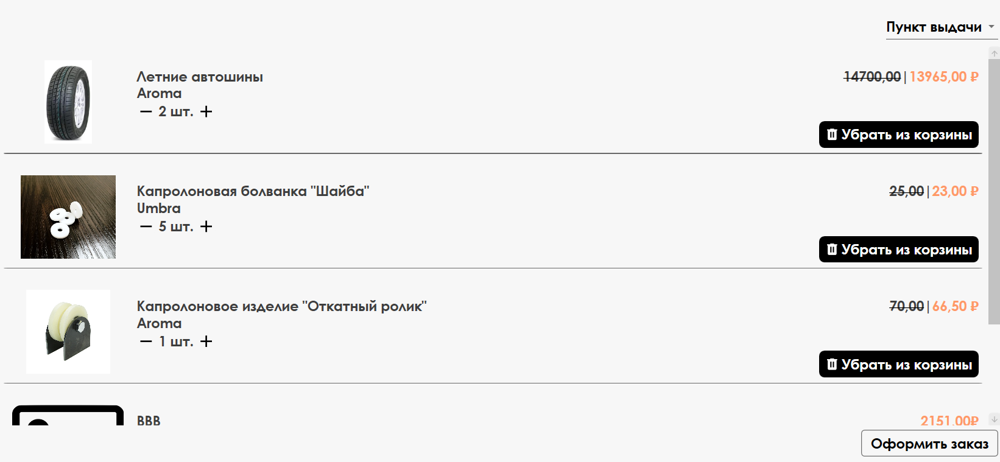 Пункт выдачи
Летние автошины
14700,00|13965,00 ₽
Aroma
— 2 шт. +
Убрать из корзины
Капролоновая болванка "Шайба"
25,00|23,00 ₽
Umbra
— 5 шт. +
Убрать из корзины
Капролоновое изделие "Откатный ролик"
70,00|66,50 ₽
Aroma
— 1 шт. +
Убрать из корзины
BBB
2151,00₽
Оформить заказ